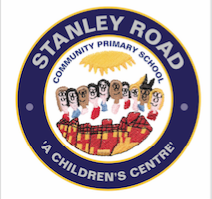 STANLEY ROAD
COMMUNITY PRIMARY SCHOOL
'A CHILDREN'S CENTRE'